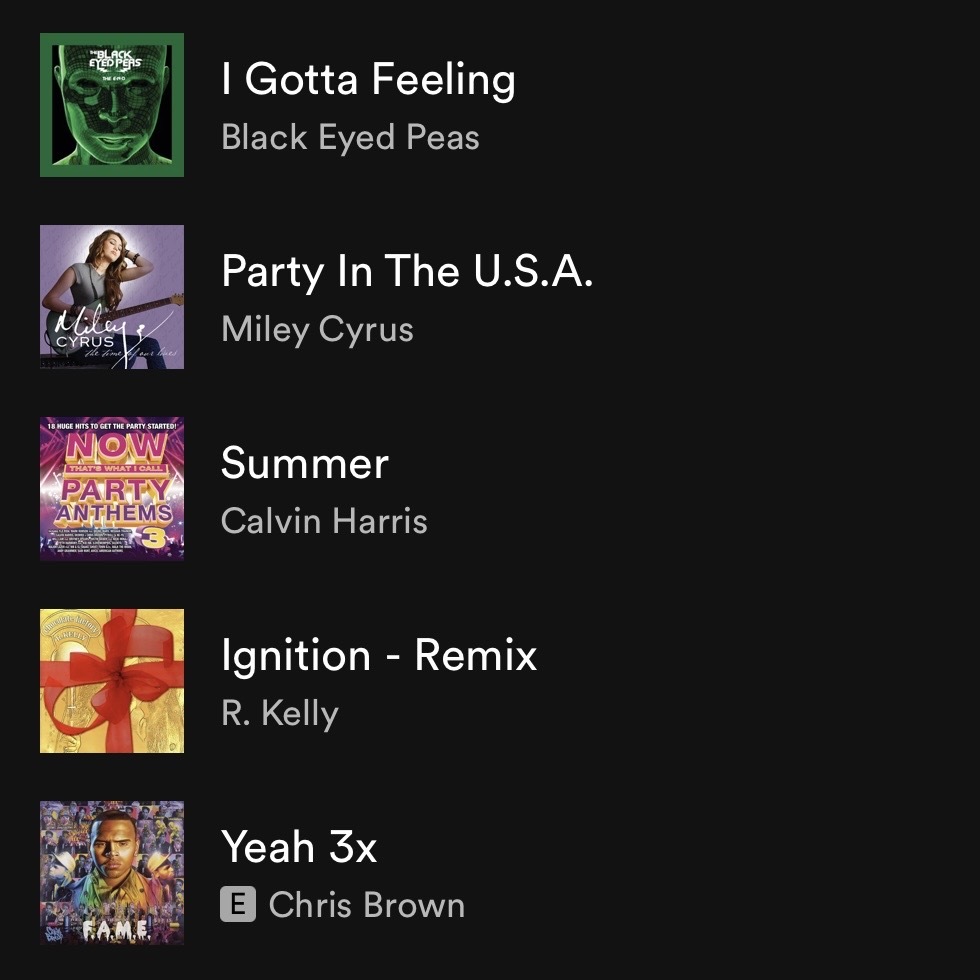 THE BLACK
EYED PEAS
THE E.N.D
I Gotta Feeling
Black Eyed Peas
Party In The U.S.A.
Miley Cyrus
Miley
CYRUS
the time of our lives
18 HUGE HITS TO GET THE PARTY STARTED!
NOW
THAT'S WHAT I CALL
PARTY
ANTHEMS
3
Summer
Calvin Harris
R. KELLY
Ignition - Remix
R. Kelly
Yeah 3x
E Chris Brown
F.A.M.E.